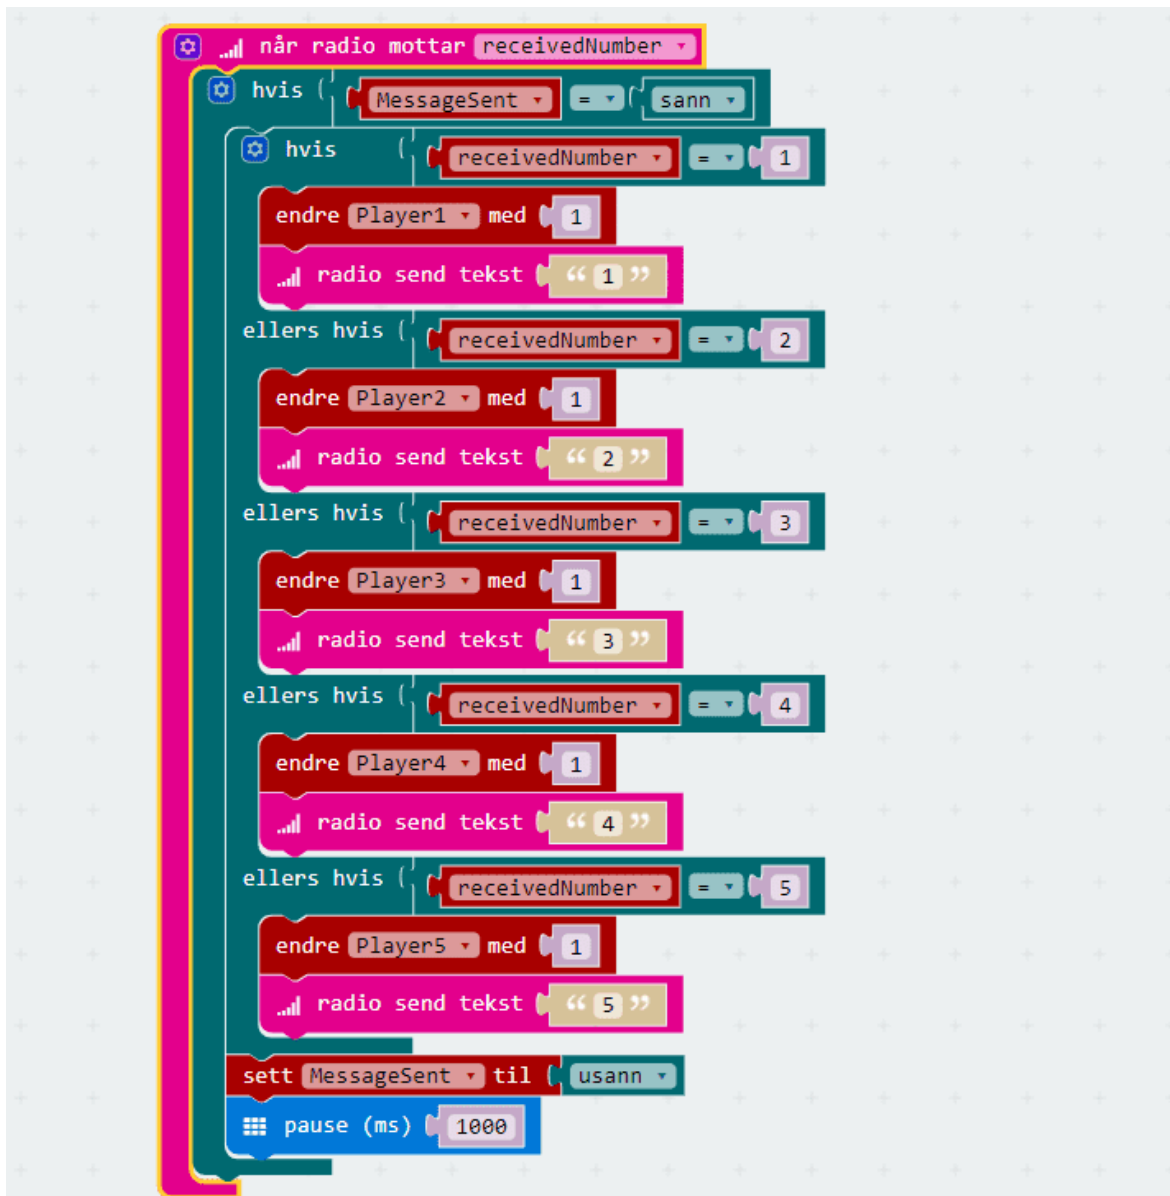 når radio mottar receivedNumber
hvis MessageSent = sann
hvis receivedNumber = 1
endre Player1 med 1
radio send tekst “ 1 ”
ellers hvis receivedNumber = 2
endre Player2 med 1
radio send tekst “ 2 ”
ellers hvis receivedNumber = 3
endre Player3 med 1
radio send tekst “ 3 ”
ellers hvis receivedNumber = 4
endre Player4 med 1
radio send tekst “ 4 ”
ellers hvis receivedNumber = 5
endre Player5 med 1
radio send tekst “ 5 ”
sett MessageSent til usann
pause (ms) 1000